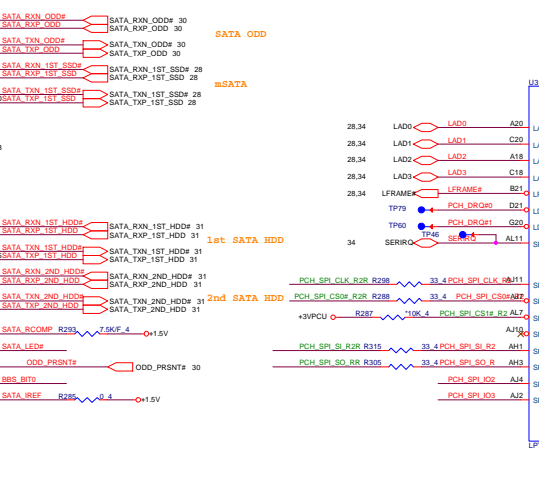 SATA_RXN_ODD# SATA_RXN_ODD# 30
SATA_RXP_ODD SATA_RXP_ODD 30
SATA ODD
SATA_TXN_ODD# SATA_TXN_ODD# 30
SATA_TXP_ODD SATA_TXP_ODD 30
SATA_RXN_1ST_SSD# SATA_RXN_1ST_SSD# 28
SATA_RXP_1ST_SSD SATA_RXP_1ST_SSD 28
mSATA
SATA_TXN_1ST_SSD# SATA_TXN_1ST_SSD# 28
SATA_TXP_1ST_SSD SATA_TXP_1ST_SSD 28
U3
28,34 LAD0 LAD0 A20
28,34 LAD1 LAD1 C20
28,34 LAD2 LAD2 A18
28,34 LAD3 LAD3 C18
28,34 LFRAME# LFRAME# B21
TP79 PCH_DRQ#0 D21
TP60 PCH_DRQ#1 G20
TP46
34 SERIRQ SERIRQ AL11
SATA_RXN_1ST_HDD# SATA_RXN_1ST_HDD# 31
SATA_RXP_1ST_HDD SATA_RXP_1ST_HDD 31
1st SATA HDD
SATA_TXN_1ST_HDD# SATA_TXN_1ST_HDD# 31
SATA_TXP_1ST_HDD SATA_TXP_1ST_HDD 31
SATA_RXN_2ND_HDD# SATA_RXN_2ND_HDD# 31
SATA_RXP_2ND_HDD SATA_RXP_2ND_HDD 31
2nd SATA HDD
SATA_TXN_2ND_HDD# SATA_TXN_2ND_HDD# 31
SATA_TXP_2ND_HDD SATA_TXP_2ND_HDD 31
PCH_SPI_CLK_R2R R298 33_4 AJ11
PCH_SPI_CS0#_R2R R288 33_4
+3VPCU R287 *10K_4 PCH_SPI_CS1#_R2 AL7
AJ10
PCH_SPI_SI_R2R R315 33_4 PCH_SPI_SI_R2 AH1
PCH_SPI_SO_RR R305 33_4 PCH_SPI_SO_R AH3
PCH_SPI_IO2 AJ4
PCH_SPI_IO3 AJ2
SATA_RCOMP R293 7.5K/F_4 +1.5V
SATA_LED#
ODD_PRSNT# ODD_PRSNT# 30
BBS_BIT0
SATA_IREF R285 0_4 +1.5V